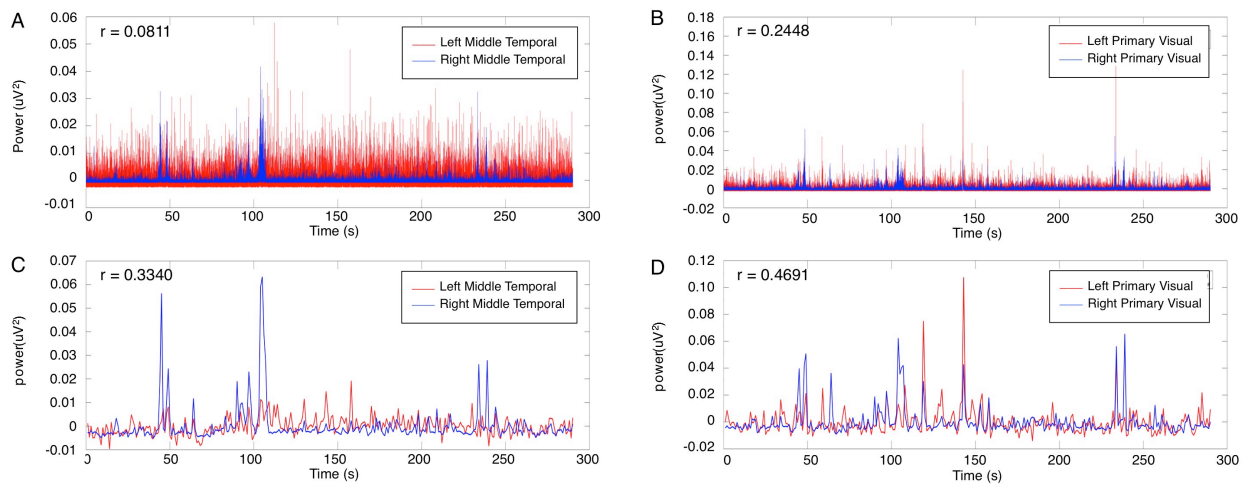 A
r = 0.0811
Left Middle Temporal
Right Middle Temporal
Power (uV²)
0.06
0.05
0.04
0.03
0.02
0.01
0
-0.01
0 50 100 150 200 250 300
Time (s)
B
r = 0.2448
Left Primary Visual
Right Primary Visual
power(uV²)
0.18
0.16
0.14
0.12
0.10
0.08
0.06
0.04
0.02
0
-0.02
0 50 100 150 200 250 300
Time (s)
C
r = 0.3340
Left Middle Temporal
Right Middle Temporal
power(uV²)
0.07
0.06
0.05
0.04
0.03
0.02
0.01
0
-0.01
0 50 100 150 200 250 300
Time (s)
D
r = 0.4691
Left Primary Visual
Right Primary Visual
power(uV²)
0.12
0.10
0.08
0.06
0.04
0.02
0
-0.02
0 50 100 150 200 250 300
Time (s)